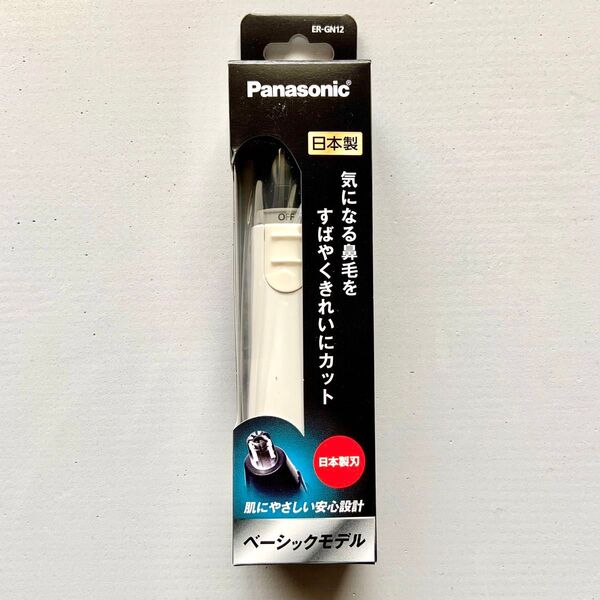 ER-GN12
Panasonic®
日本製
気になる鼻毛を
すばやくきれいにカット
OFF
日本製刃
肌にやさしい安心設計
ベーシックモデル